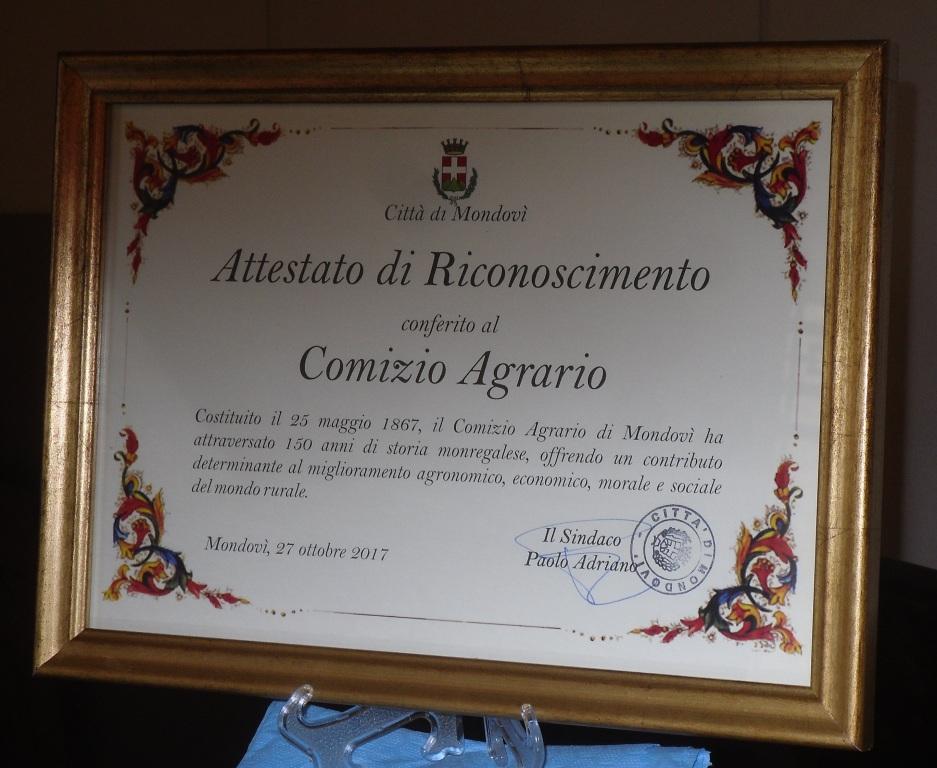 Città di Mondovì
Attestato di Riconoscimento
conferito al
Comizio Agrario
Costituito il 25 maggio 1867, il Comizio Agrario di Mondovì ha
attraversato 150 anni di storia monregalese, offrendo un contributo
determinante al miglioramento agronomico, economico, morale e sociale
del mondo rurale.
Mondovì, 27 ottobre 2017
Il Sindaco
Paolo Adriano
CITTA' DI MONDOVI'